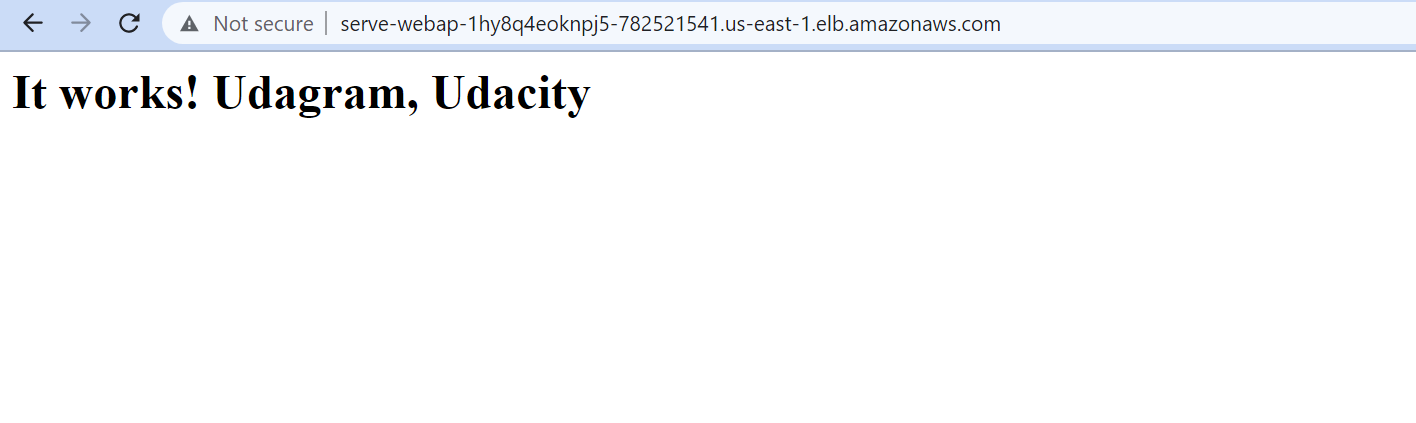 Not secure serve-webap-1hy8q4eoknpj5-782521541.us-east-1.elb.amazonaws.com
It works! Udagram, Udacity